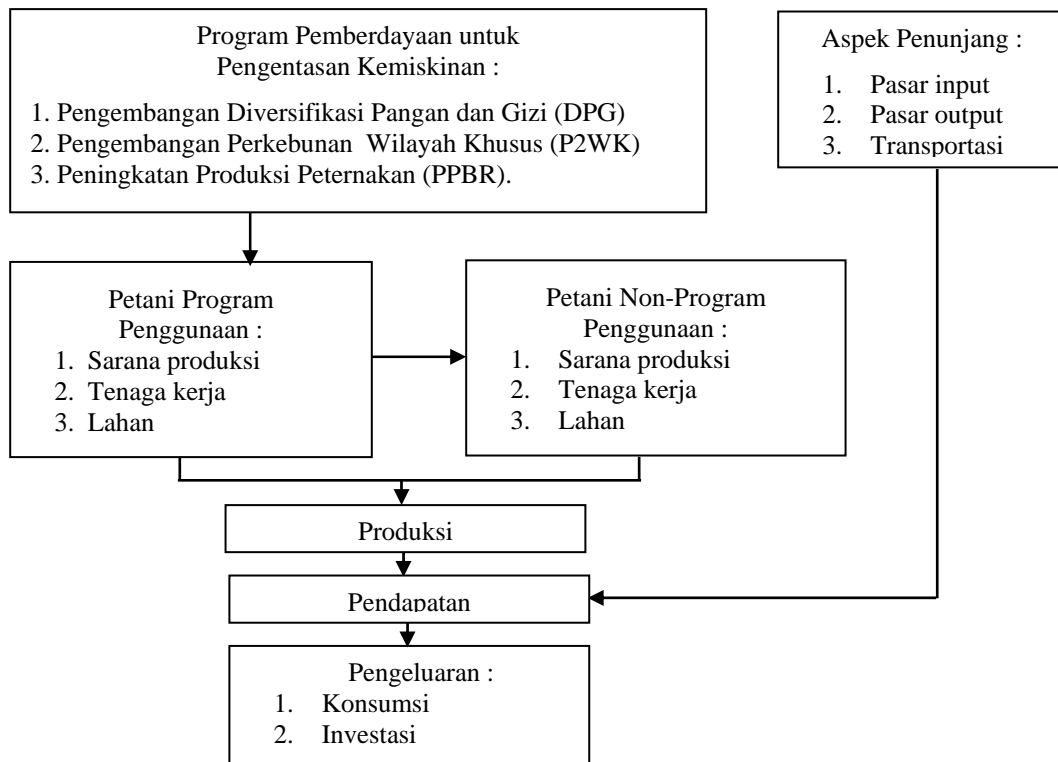 Program Pemberdayaan untuk
Pengentasan Kemiskinan :
1. Pengembangan Diversifikasi Pangan dan Gizi (DPG)
2. Pengembangan Perkebunan Wilayah Khusus (P2WK)
3. Peningkatan Produksi Peternakan (PPBR).
Aspek Penunjang :
1. Pasar input
2. Pasar output
3. Transportasi
Petani Program
Penggunaan :
1. Sarana produksi
2. Tenaga kerja
3. Lahan
Petani Non-Program
Penggunaan :
1. Sarana produksi
2. Tenaga kerja
3. Lahan
Produksi
Pendapatan
Pengeluaran :
1. Konsumsi
2. Investasi